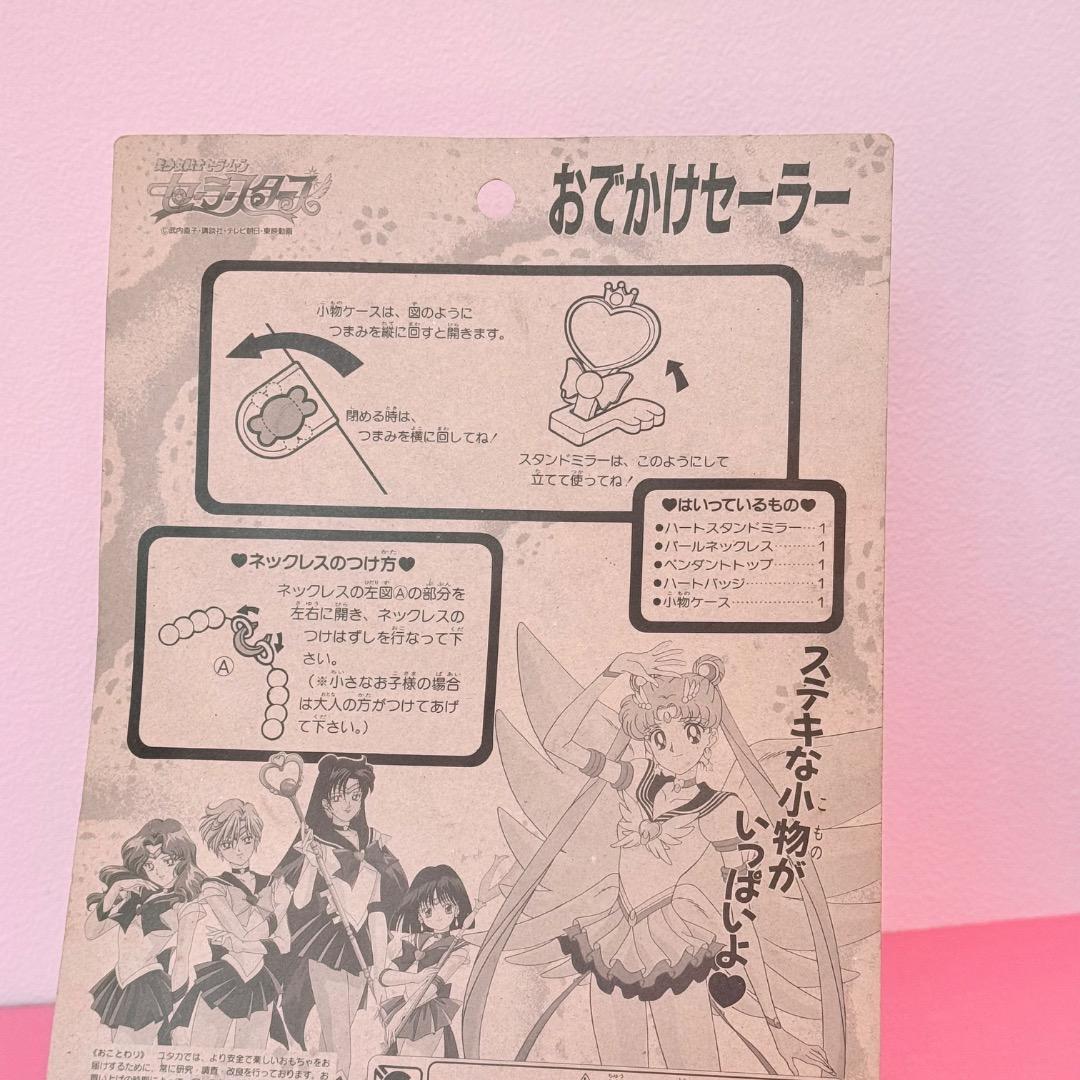 美少女戦士セーラームーン
セーラースターズ
©武内直子・講談社・テレビ朝日・東映動画
おでかけセーラー
小物ケースは、図のように
つまみを縦に回すと開きます。
閉める時は、
つまみを横に回してね!
スタンドミラーは、このようにして
立てて使ってね!
♥はいっているもの♥
●ハートスタンドミラー…1
●パールネックレス………1
●ペンダントトップ………1
●ハートバッジ……………1
●小物ケース………………1
♥ネックレスのつけ方♥
ネックレスの左図Ⓐの部分を
左右に開き、ネックレスの
つけはずしを行なって下
さい。
(※小さなお子様の場合
は大人の方がつけてあげ
て下さい。)
Ⓐ
ステキな小物が
いっぱいよ♥
《おことわり》 ユタカでは、より安全で楽しいおもちゃをお
届けするために、常に研究・調査・改良を行っております。お